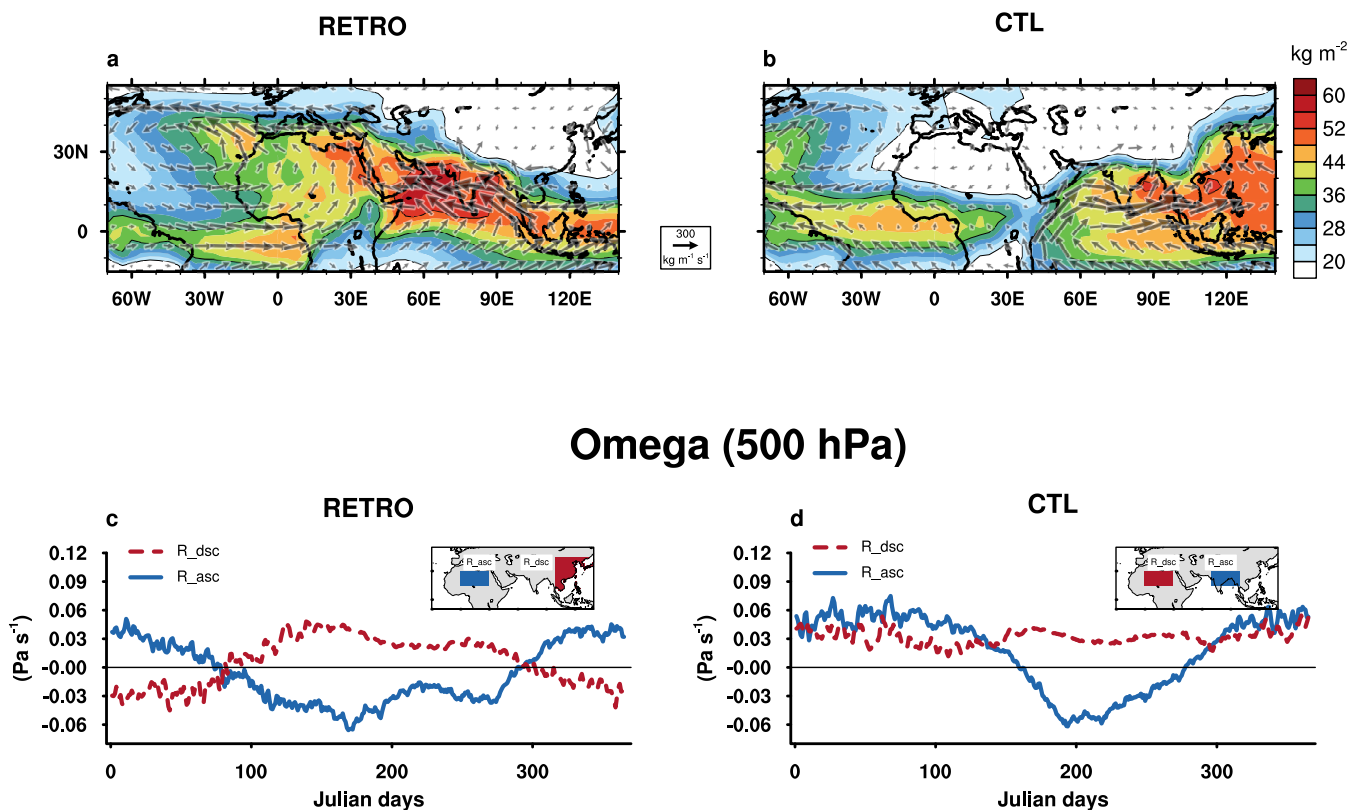 RETRO
CTL
a
b
kg m⁻²
60
52
44
36
28
20
30N
0
60W 30W 0 30E 60E 90E 120E
300
kg m⁻¹ s⁻¹
60W 30W 0 30E 60E 90E 120E
Omega (500 hPa)
RETRO
CTL
c
d
R_dsc
R_asc
R_asc
R_dsc
0.12
0.09
0.06
0.03
-0.00
-0.03
-0.06
(Pa s⁻¹)
0 100 200 300
Julian days
R_dsc
R_asc
R_dsc
R_asc
0.12
0.09
0.06
0.03
-0.00
-0.03
-0.06
(Pa s⁻¹)
0 100 200 300
Julian days